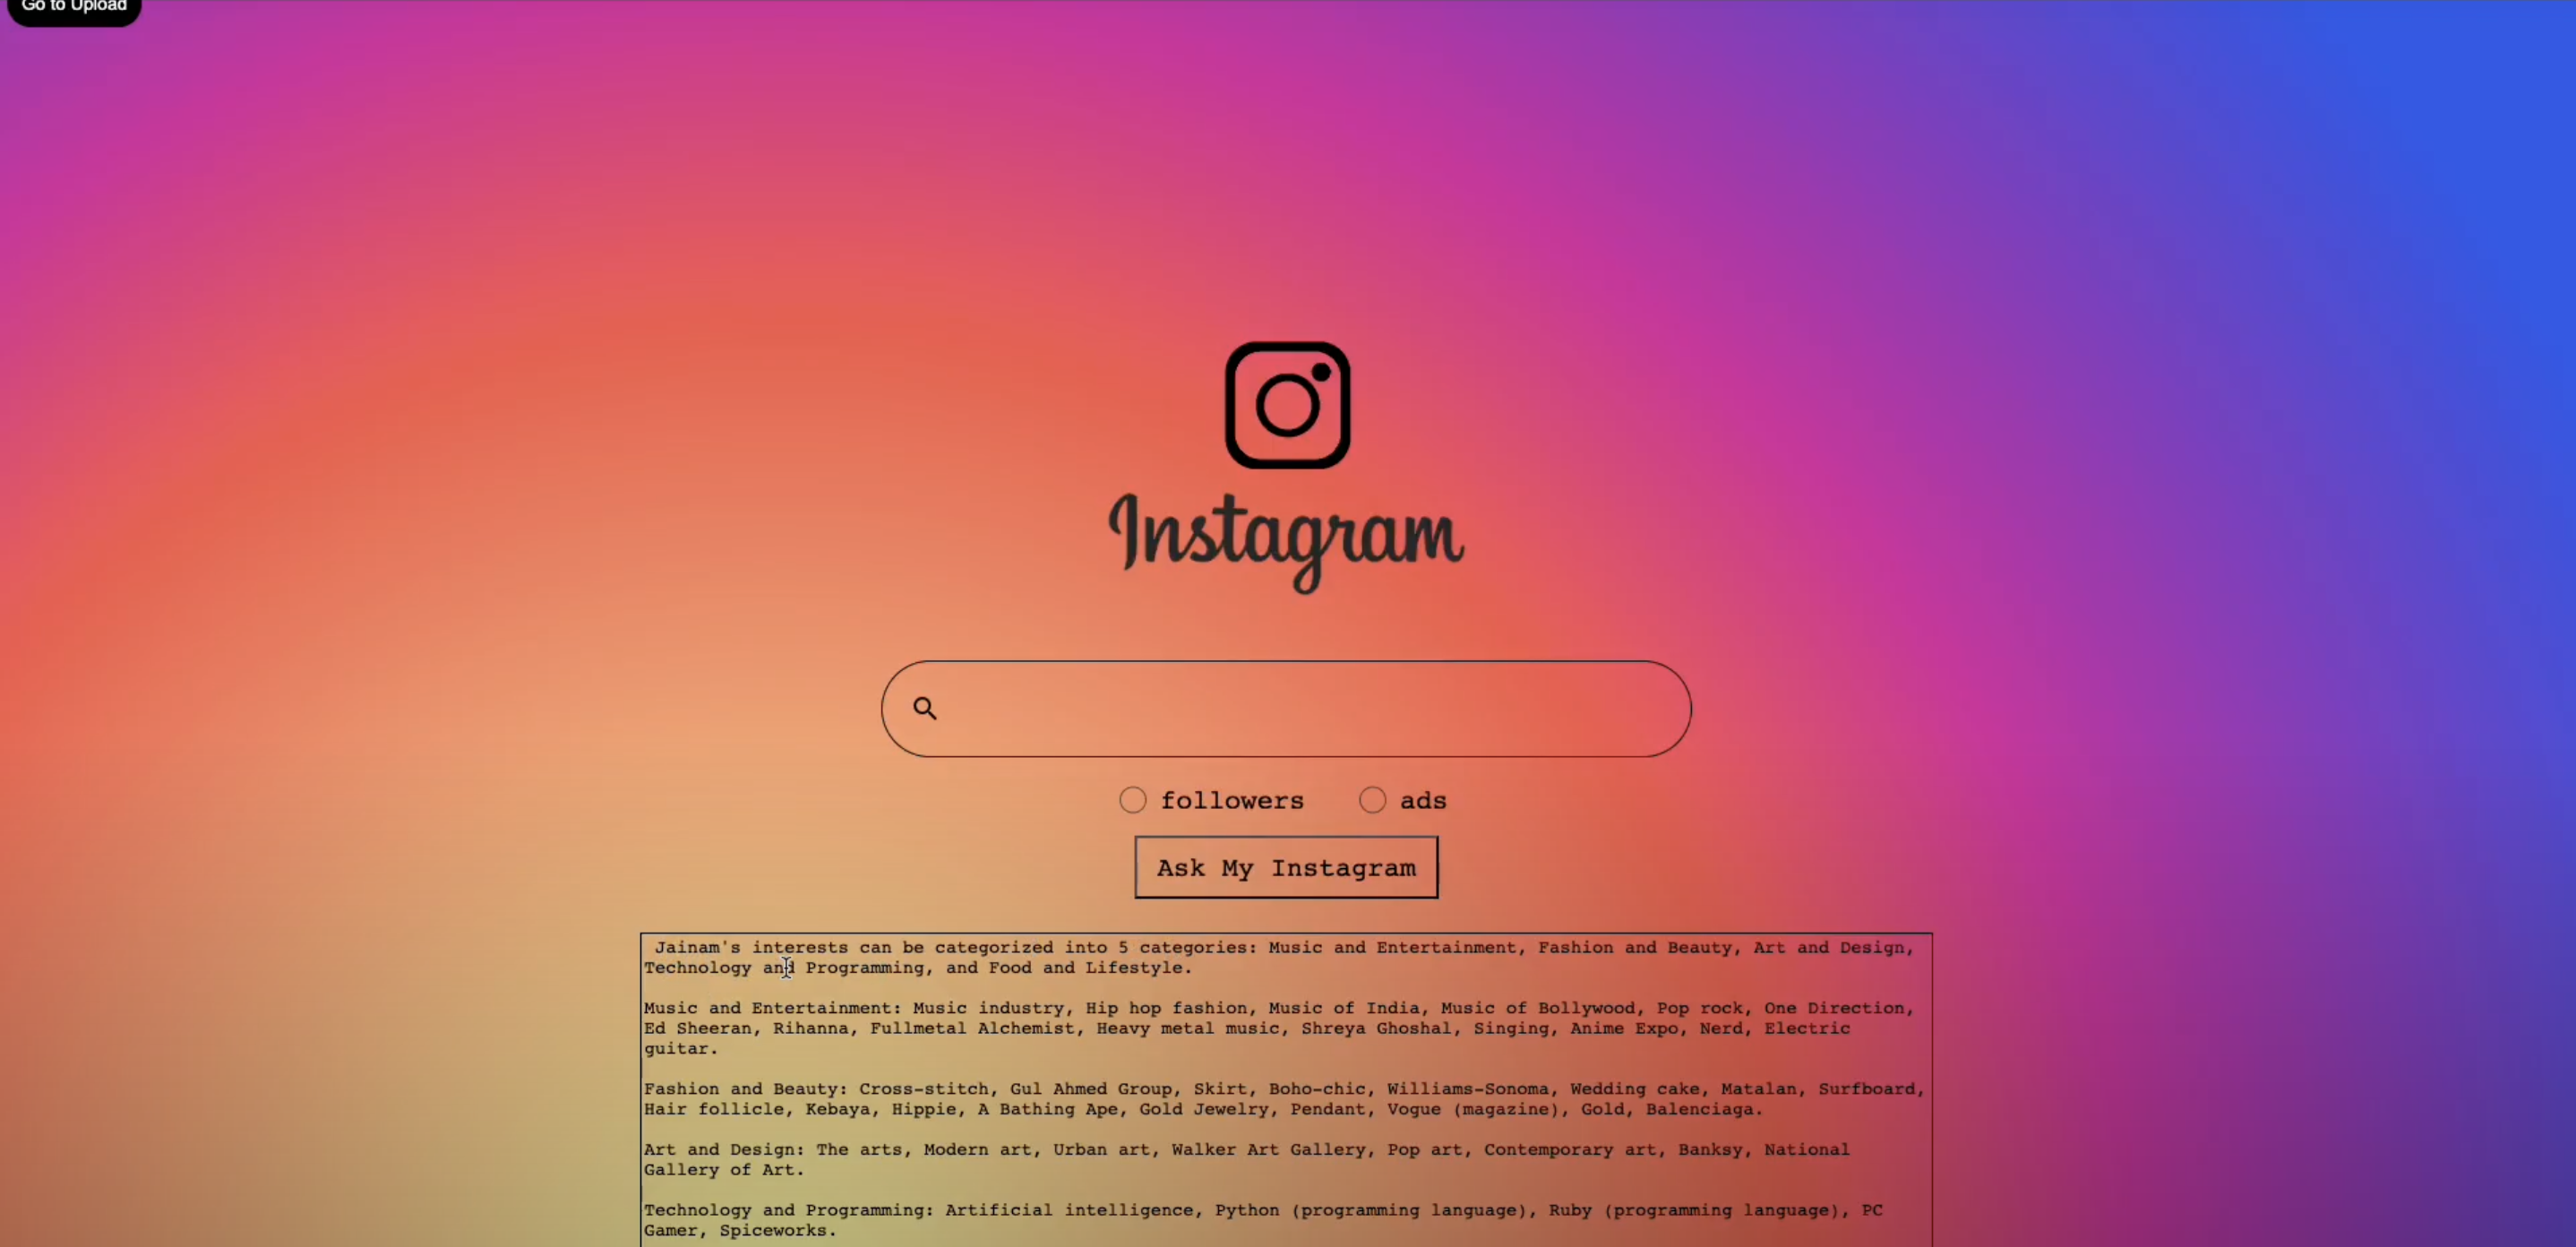 Go to Upload
Instagram
followers
ads
Ask My Instagram
Jainam's interests can be categorized into 5 categories: Music and Entertainment, Fashion and Beauty, Art and Design,
Technology and Programming, and Food and Lifestyle.
Music and Entertainment: Music industry, Hip hop fashion, Music of India, Music of Bollywood, Pop rock, One Direction,
Ed Sheeran, Rihanna, Fullmetal Alchemist, Heavy metal music, Shreya Ghoshal, Singing, Anime Expo, Nerd, Electric
guitar.
Fashion and Beauty: Cross-stitch, Gul Ahmed Group, Skirt, Boho-chic, Williams-Sonoma, Wedding cake, Matalan, Surfboard,
Hair follicle, Kebaya, Hippie, A Bathing Ape, Gold Jewelry, Pendant, Vogue (magazine), Gold, Balenciaga.
Art and Design: The arts, Modern art, Urban art, Walker Art Gallery, Pop art, Contemporary art, Banksy, National
Gallery of Art.
Technology and Programming: Artificial intelligence, Python (programming language), Ruby (programming language), PC
Gamer, Spiceworks.